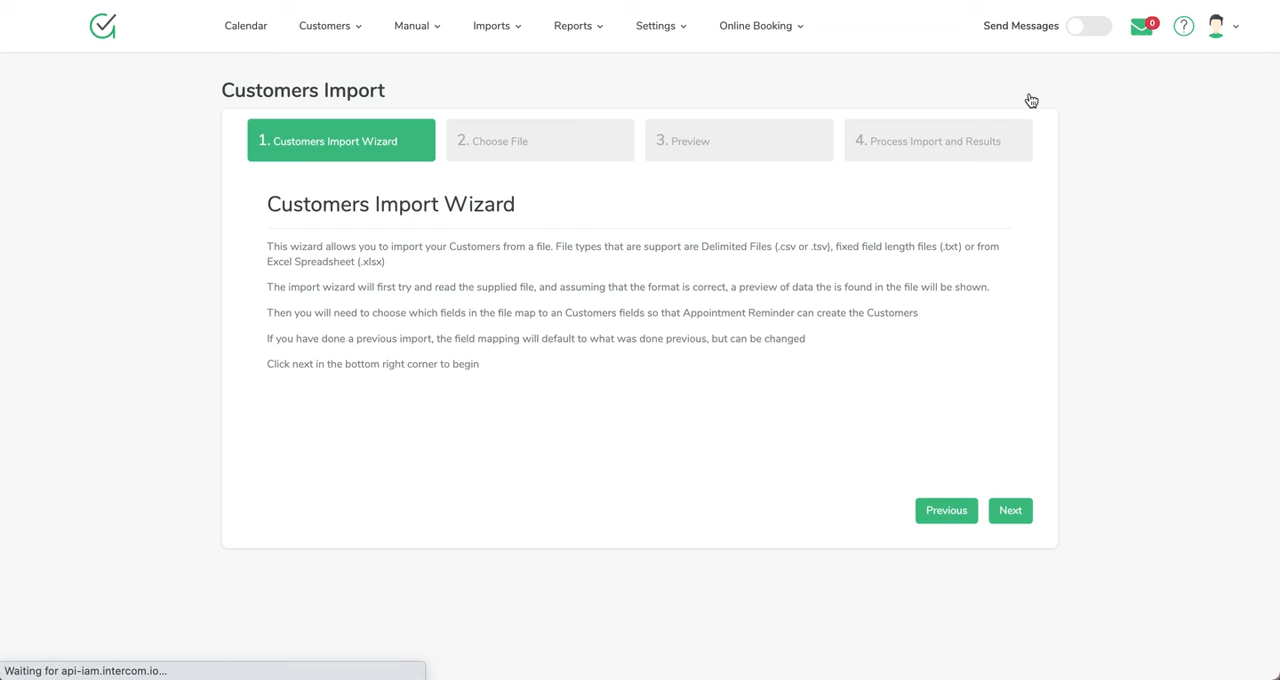 Calendar Customers Manual Imports Reports Settings Online Booking Send Messages 0 ?
Customers Import
1. Customers Import Wizard 2. Choose File 3. Preview 4. Process Import and Results
Customers Import Wizard
This wizard allows you to import your Customers from a file. File types that are support are Delimited Files (.csv or .tsv), fixed field length files (.txt) or from
Excel Spreadsheet (.xlsx)
The import wizard will first try and read the supplied file, and assuming that the format is correct, a preview of data the is found in the file will be shown.
Then you will need to choose which fields in the file map to an Customers fields so that Appointment Reminder can create the Customers
If you have done a previous import, the field mapping will default to what was done previous, but can be changed
Click next in the bottom right corner to begin
Previous Next
Waiting for api-iam.intercom.io...